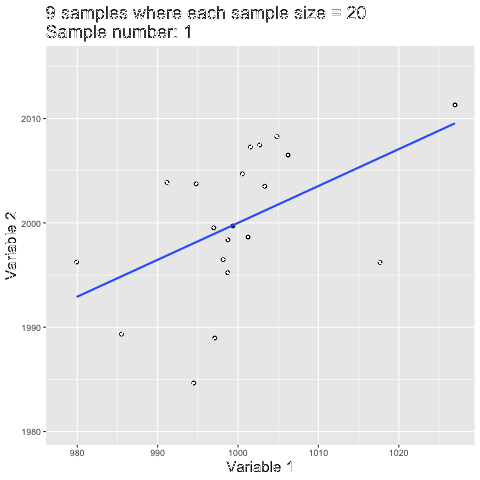 9 samples where each sample size = 20
Sample number: 1
2010
2000
1990
1980
Variable 2
980
990
1000
1010
1020
Variable 1